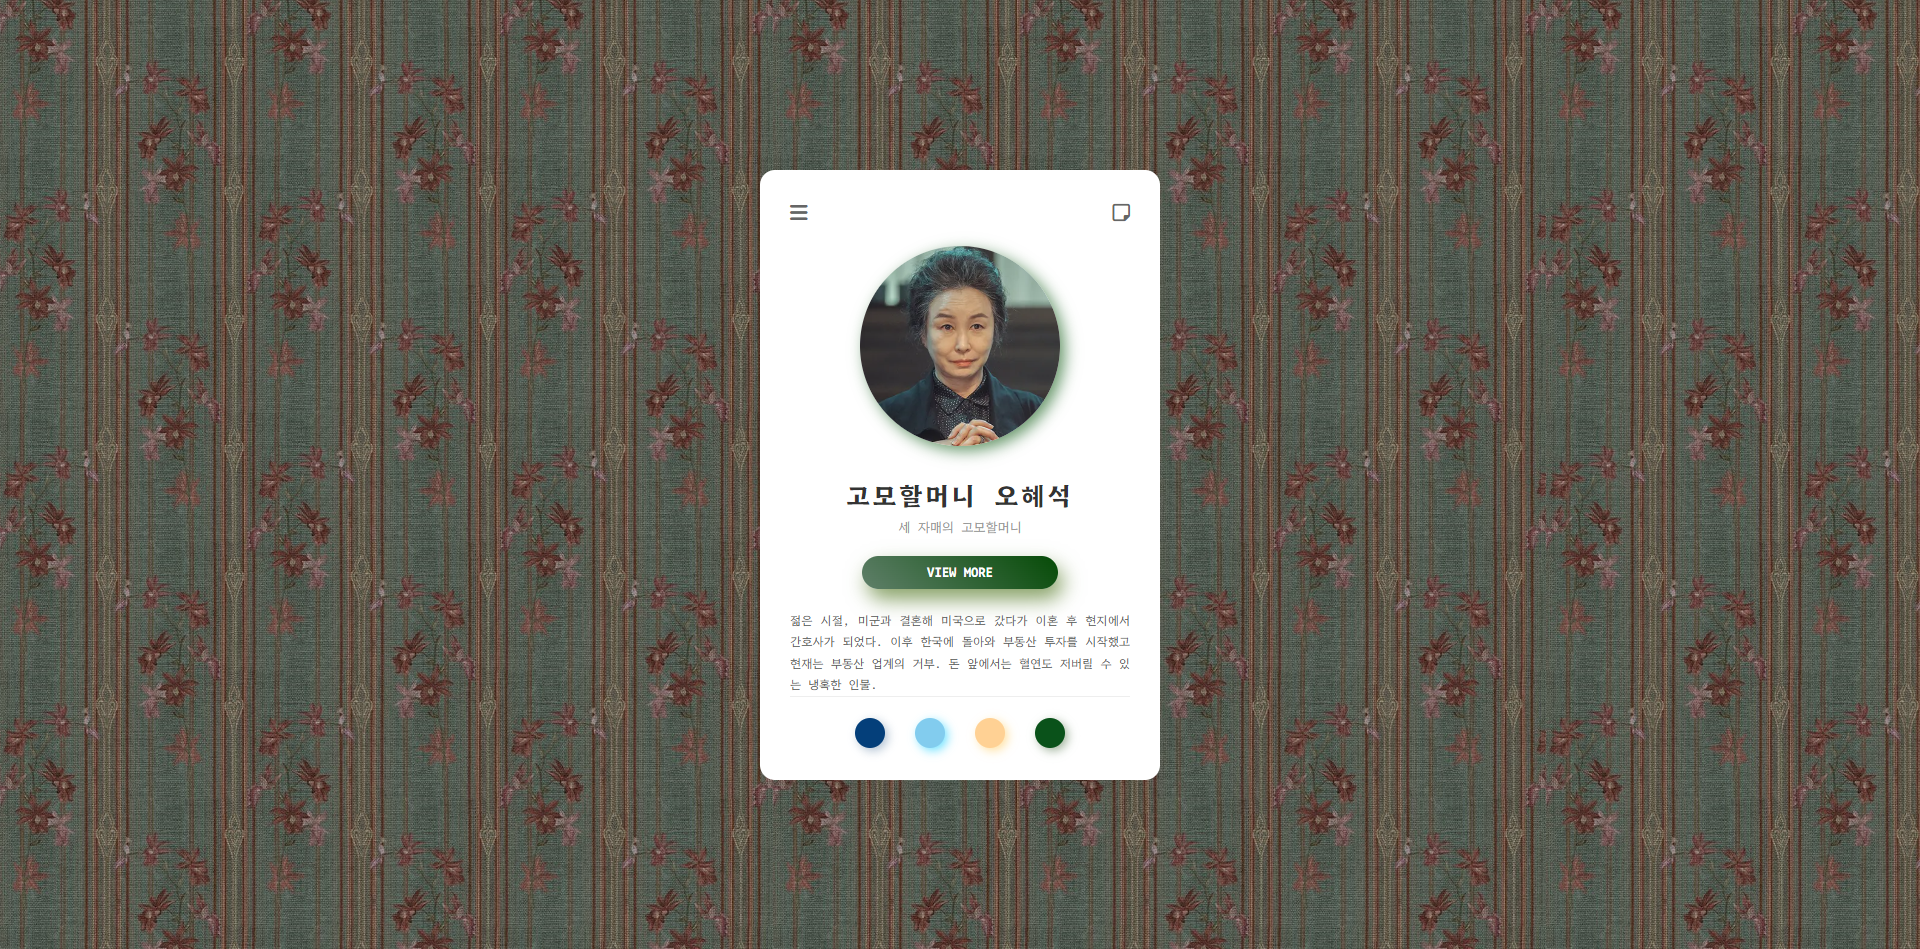 고모할머니 오혜석
세 자매의 고모할머니
VIEW MORE
젊은 시절, 미군과 결혼해 미국으로 갔다가 이혼 후 현지에서
간호사가 되었다. 이후 한국에 돌아와 부동산 투자를 시작했고
현재는 부동산 업계의 거부. 돈 앞에서는 혈연도 저버릴 수 있
는 냉혹한 인물.